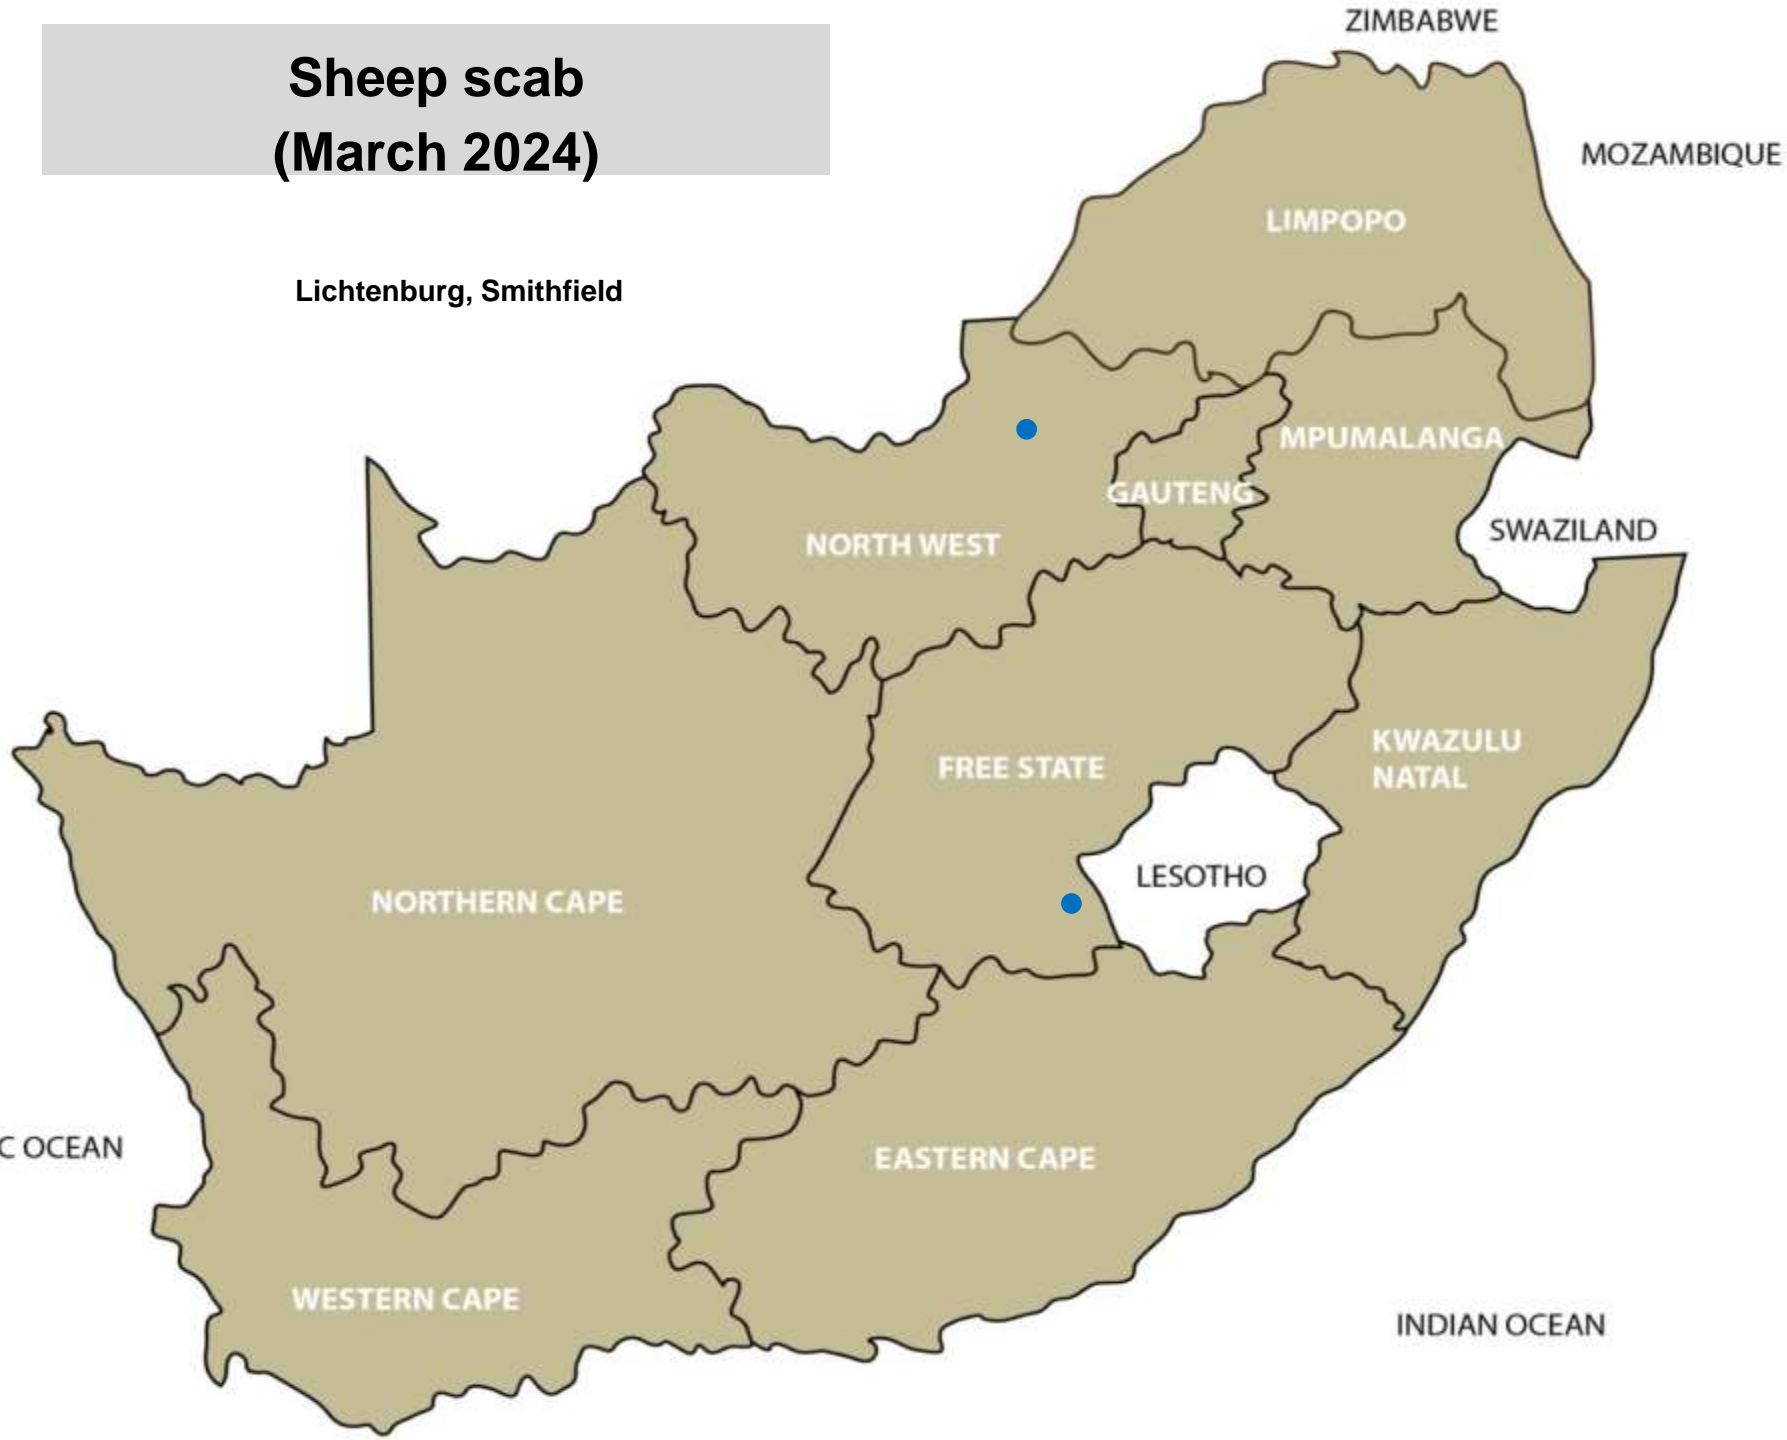 ZIMBABWE
Sheep scab
(March 2024)
MOZAMBIQUE
LIMPOPO
Lichtenburg, Smithfield
MPUMALANGA
GAUTENG
SWAZILAND
NORTH WEST
KWAZULU
NATAL
FREE STATE
LESOTHO
NORTHERN CAPE
C OCEAN
EASTERN CAPE
WESTERN CAPE
INDIAN OCEAN